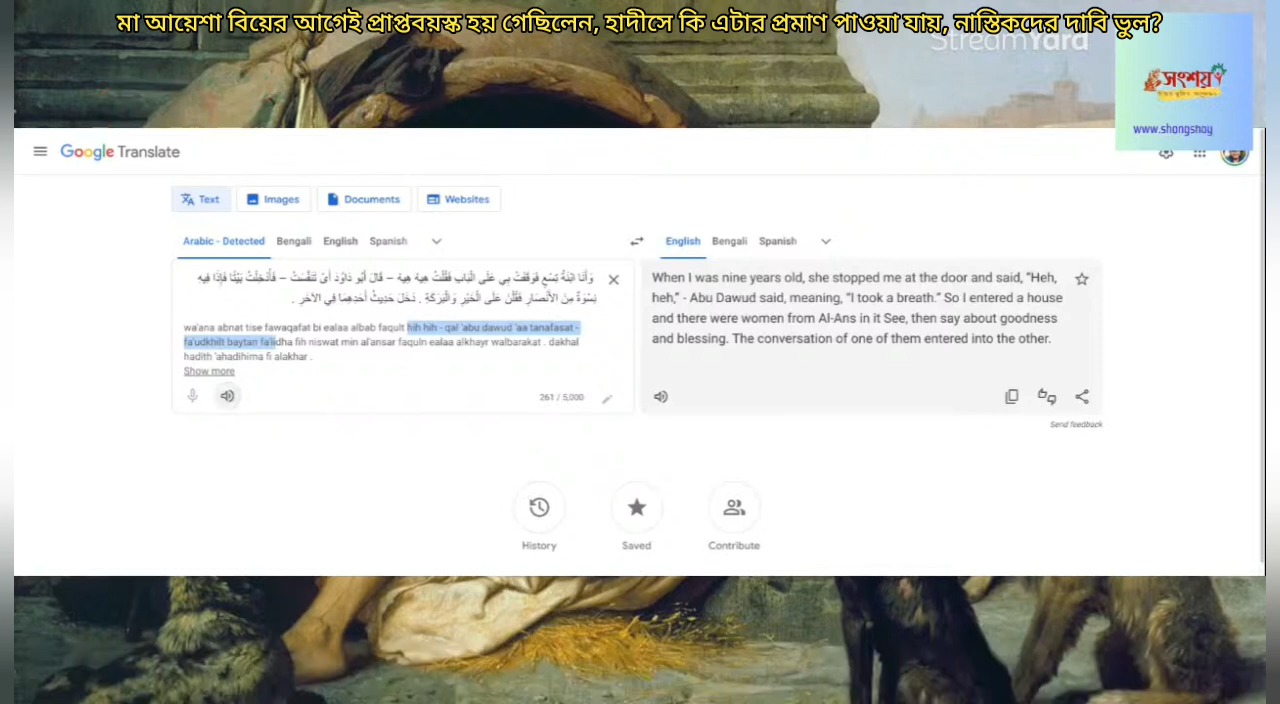 মা আয়েশা বিয়ের আগেই প্রাপ্তবয়স্ক হয় গেছিলেন, হাদীসে কি এটার প্রমাণ পাওয়া যায়, নাস্তিকদের দাবি ভুল?
StreamYard
সংশয়
www.shongshoy
Google Translate
Text Images Documents Websites
Arabic - Detected Bengali English Spanish
English Bengali Spanish
وَأَنَا ابْنَةُ تِسْعٍ فَوَقَفَتْ بِي عَلَى الْبَابِ فَقُلْتُ هِيهْ هِيهْ – قَالَ أَبُو دَاوُدَ أَىْ تَنَفَّسَتْ – فَأُدْخِلْتُ بَيْتًا فَإِذَا فِيهِ
نِسْوَةٌ مِنَ الأَنْصَارِ فَقُلْنَ عَلَى الْخَيْرِ وَالْبَرَكَةِ . دَخَلَ حَدِيثُ أَحَدِهِمَا فِي الآخَرِ .
wa'ana abnat tise fawaqafat bi ealaa albab faqult hih hih - qal 'abu dawud 'aa tanafasat -
fa'udkhilt baytan fa'iidha fih niswat min al'ansar faquln ealaa alkhayr walbarakat . dakhal
hadith 'ahadihima fi alakhar .
Show more
261 / 5,000
When I was nine years old, she stopped me at the door and said, “Heh,
heh,” - Abu Dawud said, meaning, “I took a breath.” So I entered a house
and there were women from Al-Ans in it See, then say about goodness
and blessing. The conversation of one of them entered into the other.
Send feedback
History Saved Contribute